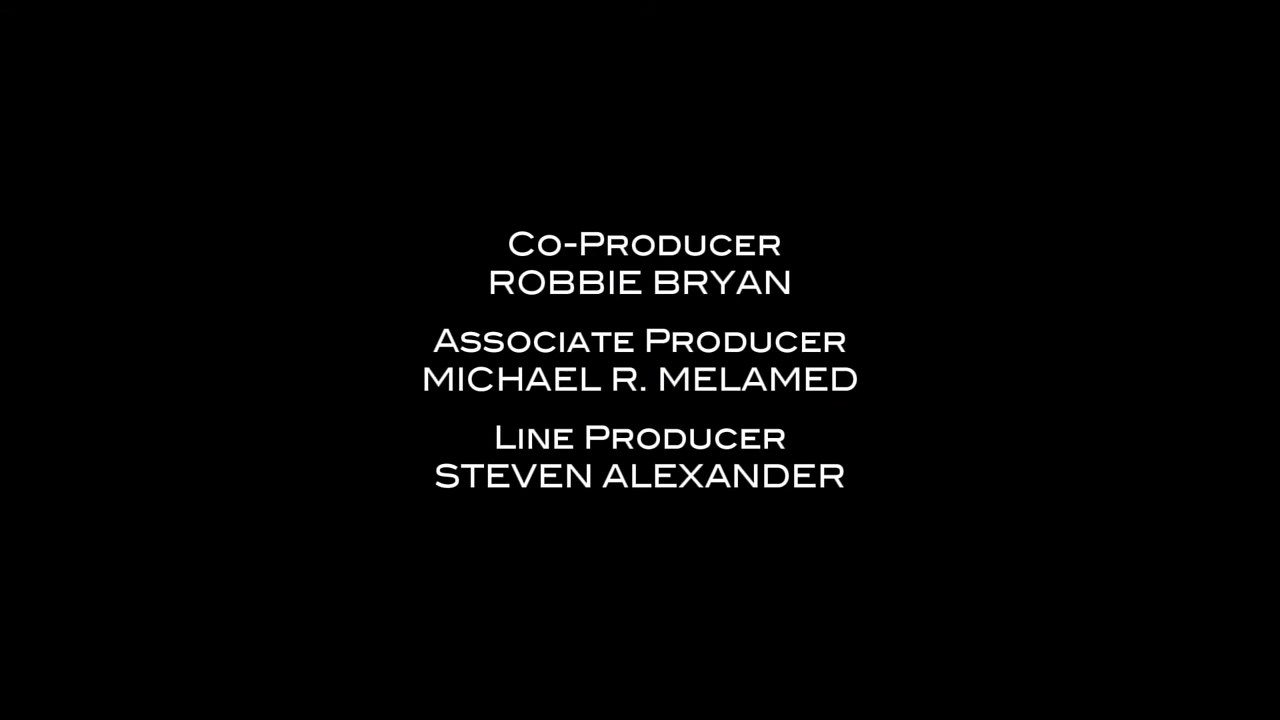 Co-Producer
ROBBIE BRYAN
Associate Producer
MICHAEL R. MELAMED
Line Producer
STEVEN ALEXANDER